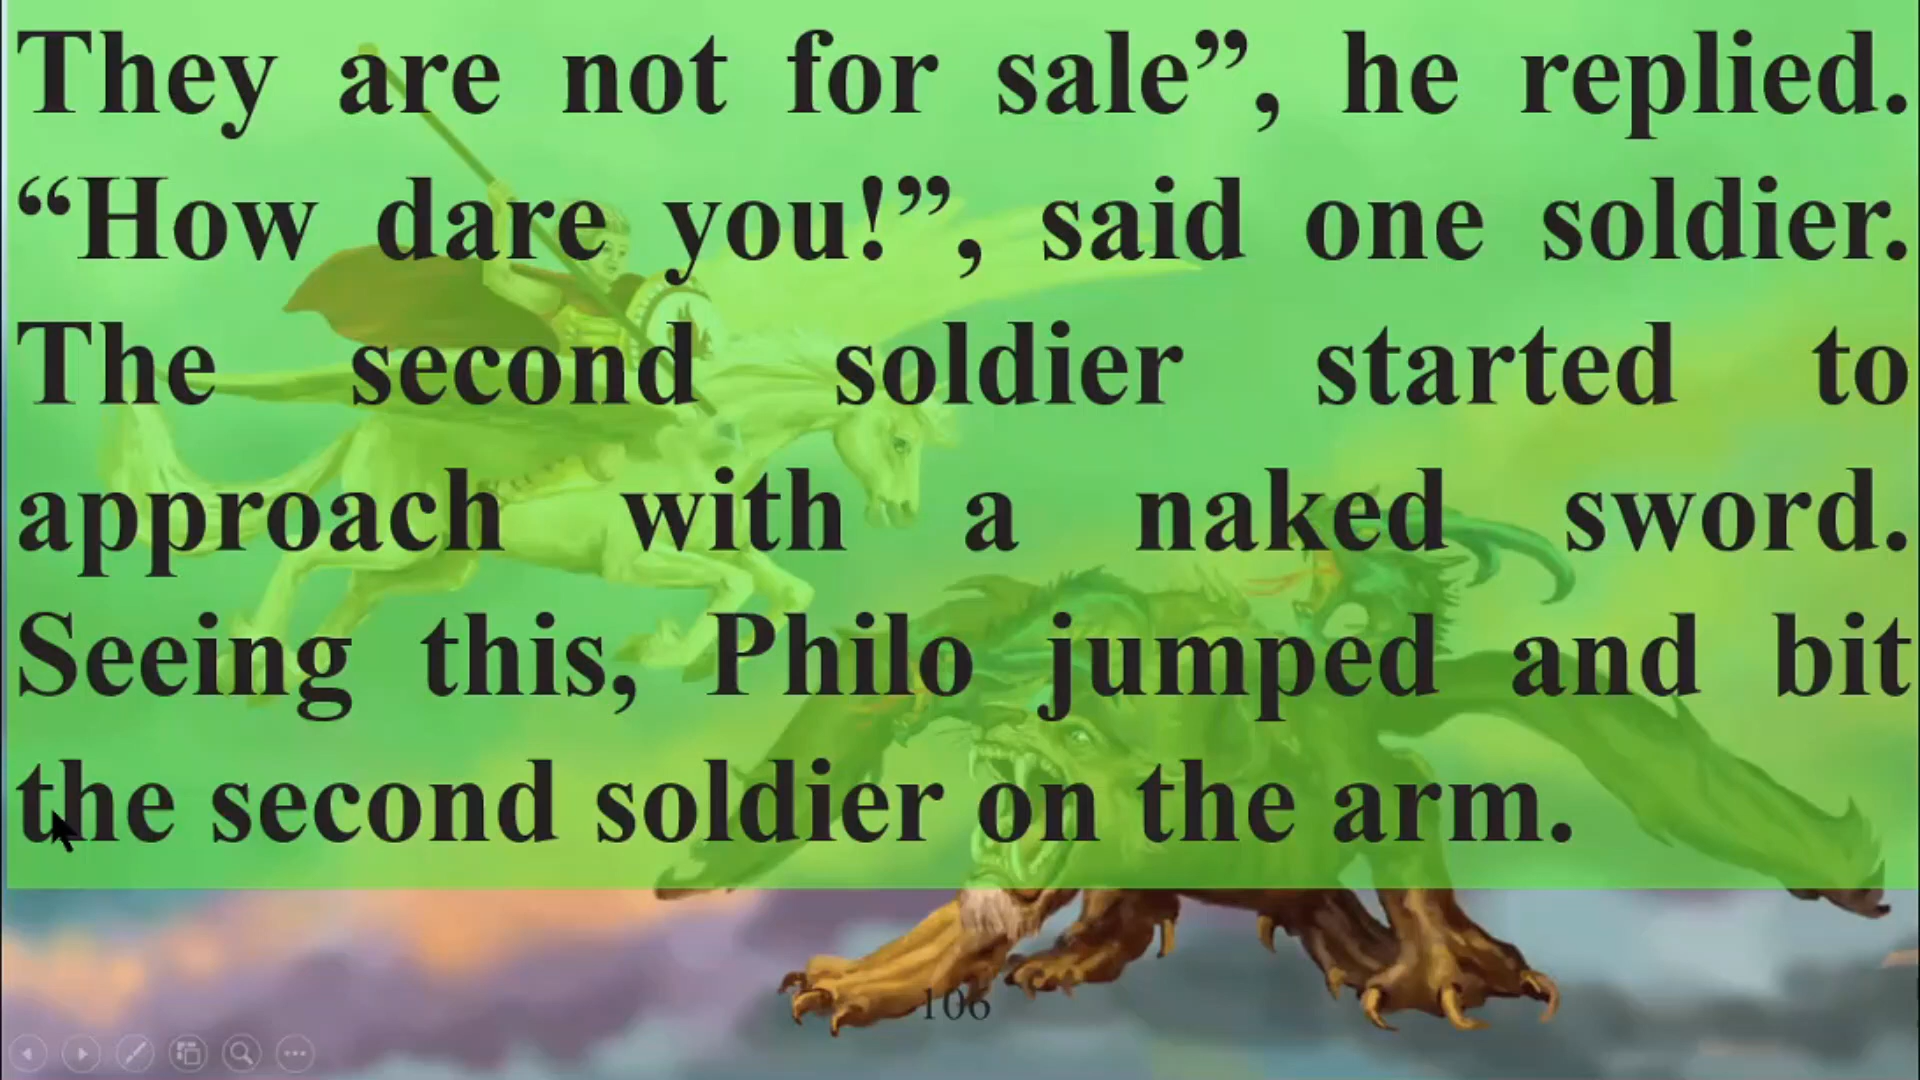 They are not for sale”, he replied.
“How dare you!”, said one soldier.
The second soldier started to
approach with a naked sword.
Seeing this, Philo jumped and bit
the second soldier on the arm.
106